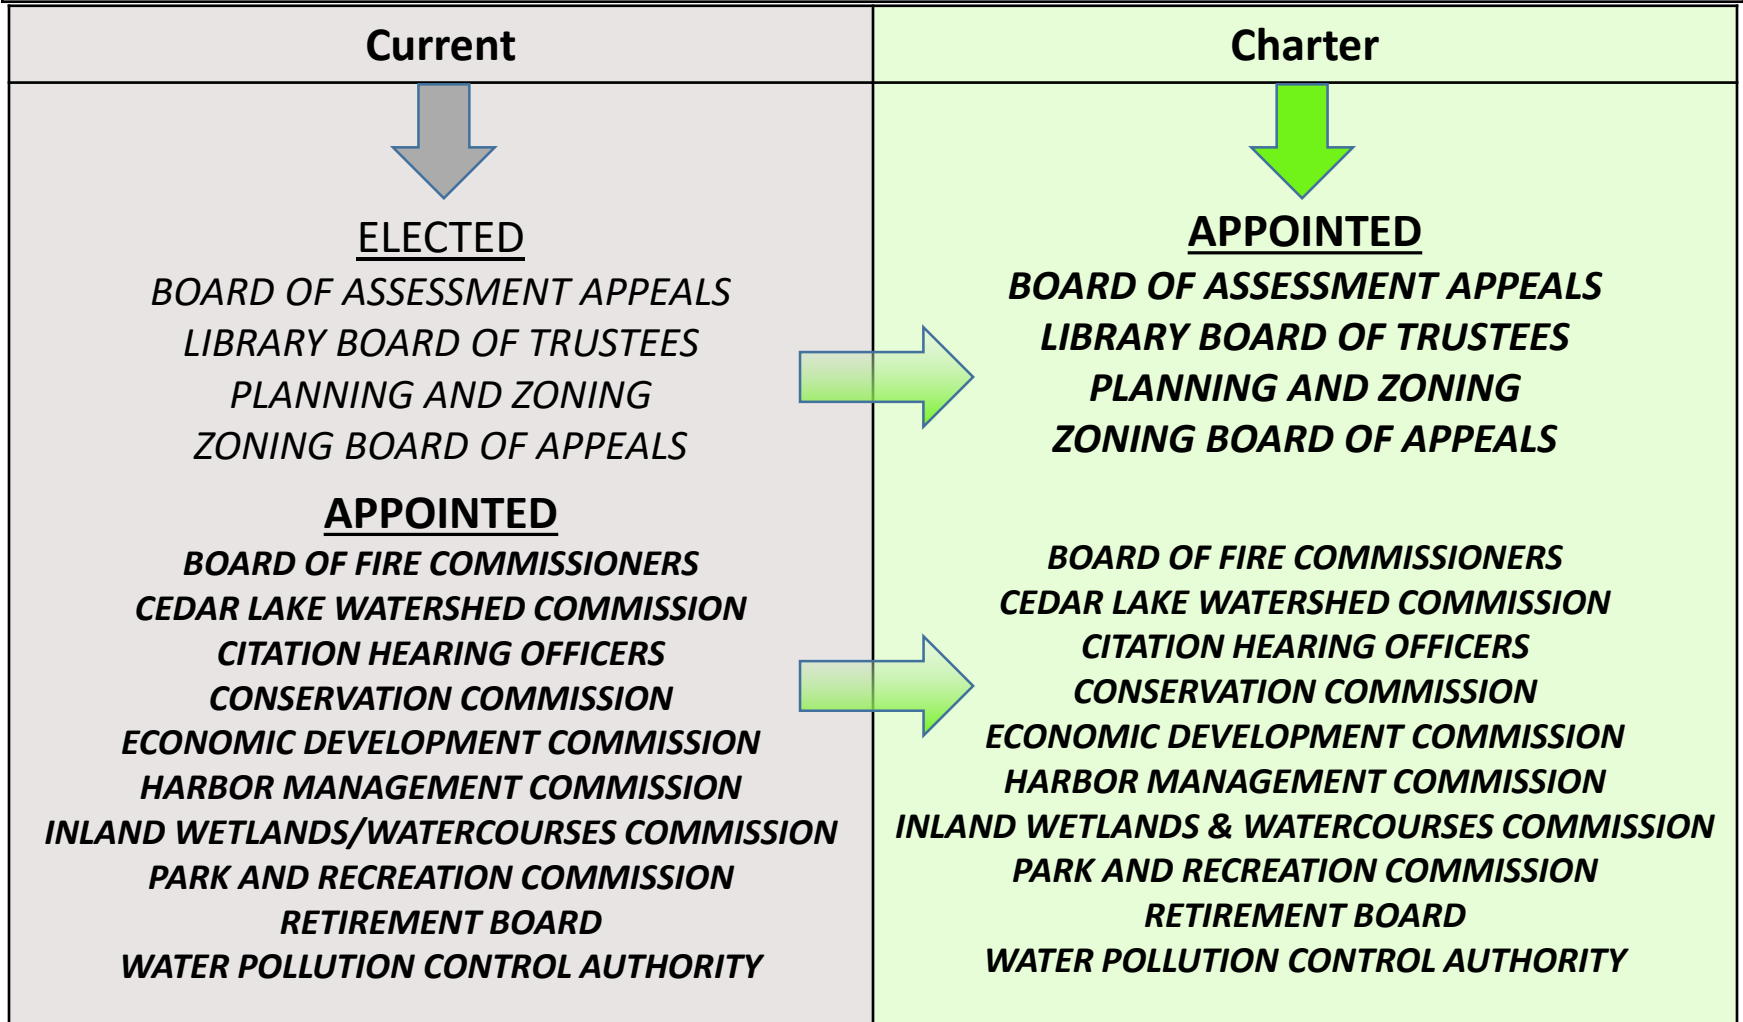 Current
ELECTED
BOARD OF ASSESSMENT APPEALS
LIBRARY BOARD OF TRUSTEES
PLANNING AND ZONING
ZONING BOARD OF APPEALS
APPOINTED
BOARD OF FIRE COMMISSIONERS
CEDAR LAKE WATERSHED COMMISSION
CITATION HEARING OFFICERS
CONSERVATION COMMISSION
ECONOMIC DEVELOPMENT COMMISSION
HARBOR MANAGEMENT COMMISSION
INLAND WETLANDS/WATERCOURSES COMMISSION
PARK AND RECREATION COMMISSION
RETIREMENT BOARD
WATER POLLUTION CONTROL AUTHORITY
Charter
APPOINTED
BOARD OF ASSESSMENT APPEALS
LIBRARY BOARD OF TRUSTEES
PLANNING AND ZONING
ZONING BOARD OF APPEALS
BOARD OF FIRE COMMISSIONERS
CEDAR LAKE WATERSHED COMMISSION
CITATION HEARING OFFICERS
CONSERVATION COMMISSION
ECONOMIC DEVELOPMENT COMMISSION
HARBOR MANAGEMENT COMMISSION
INLAND WETLANDS & WATERCOURSES COMMISSION
PARK AND RECREATION COMMISSION
RETIREMENT BOARD
WATER POLLUTION CONTROL AUTHORITY